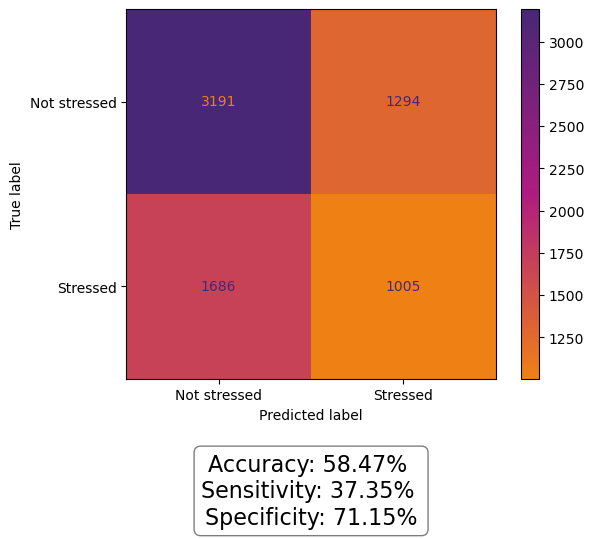 True label
Not stressed
3191
1294
Stressed
1686
1005
Not stressed
Stressed
Predicted label
3000
2750
2500
2250
2000
1750
1500
1250
Accuracy: 58.47%
Sensitivity: 37.35%
Specificity: 71.15%